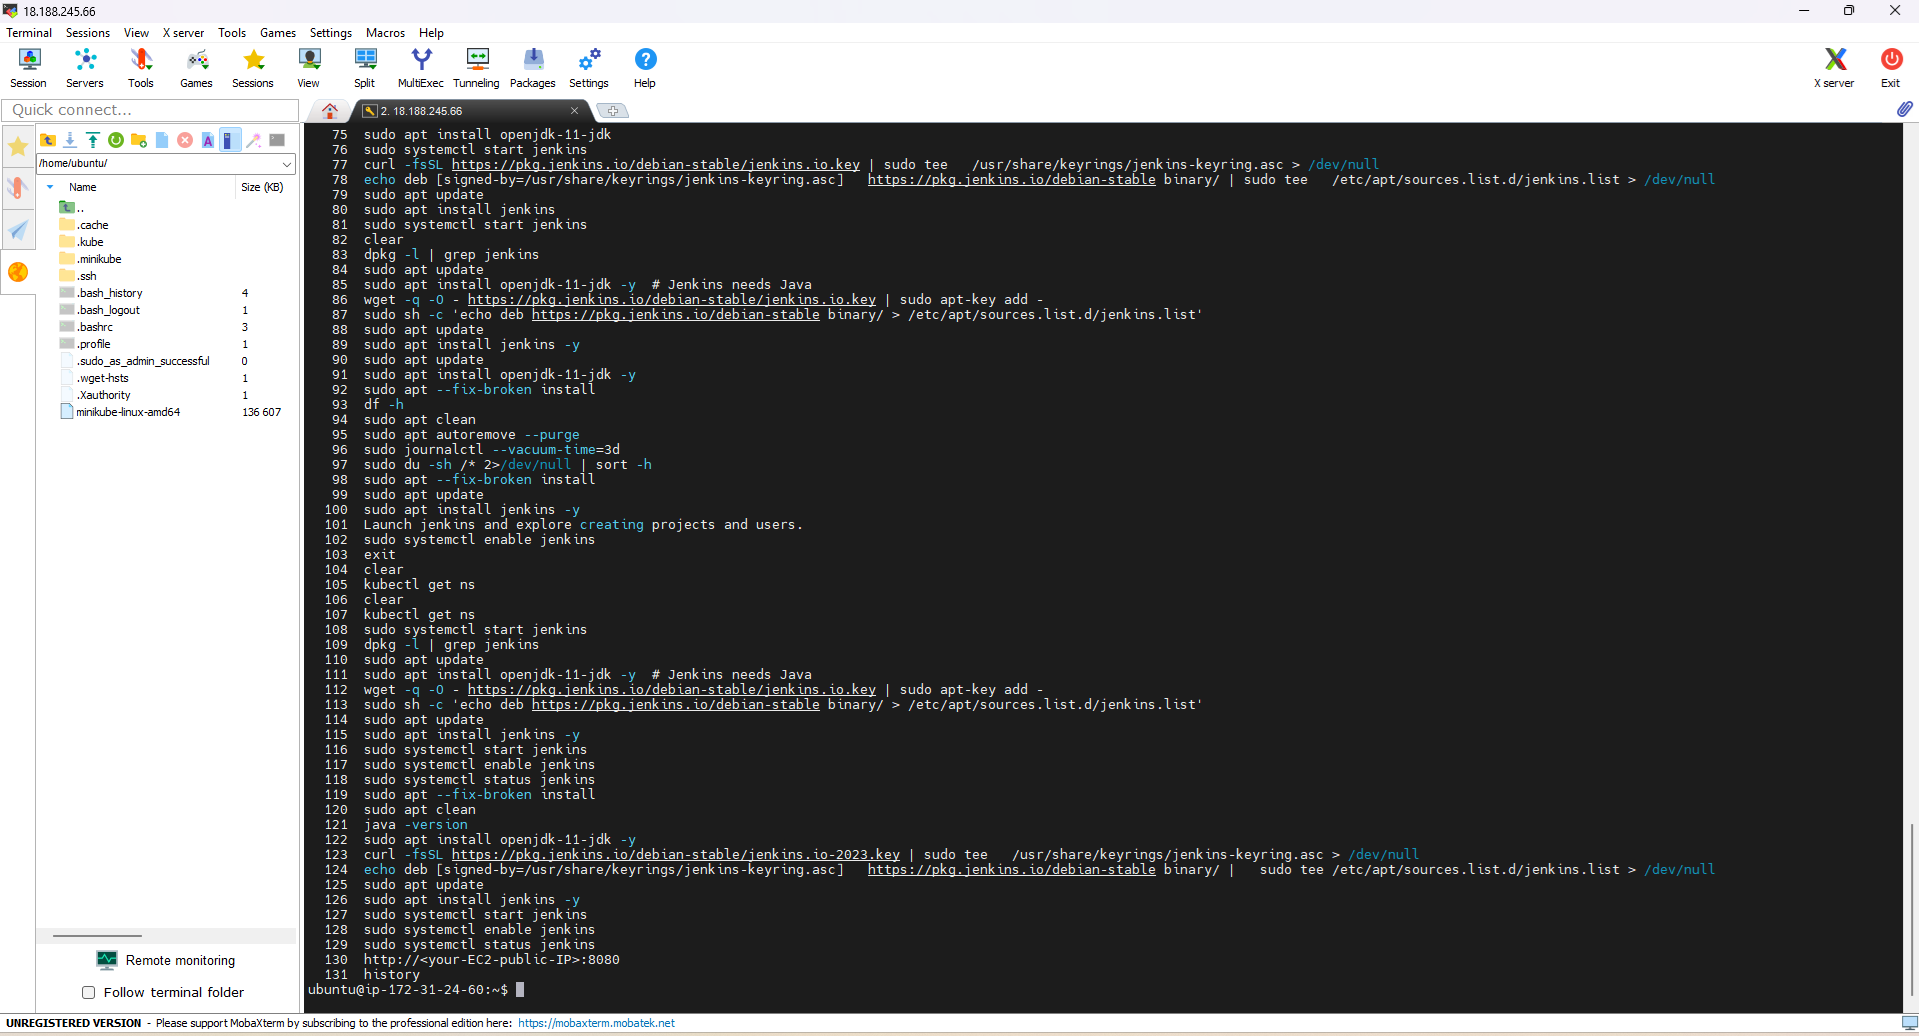 18.188.245.66
Terminal Sessions View X server Tools Games Settings Macros Help
Session Servers Tools Games Sessions View Split MultiExec Tunneling Packages Settings Help X server Exit
Quick connect...
2. 18.188.245.66
/home/ubuntu/
Name Size (KB)
..
.cache
.kube
.minikube
.ssh
.bash_history 4
.bash_logout 1
.bashrc 3
.profile 1
.sudo_as_admin_successful 0
.wget-hsts 1
.Xauthority 1
minikube-linux-amd64 136 607
Remote monitoring
Follow terminal folder
75 sudo apt install openjdk-11-jdk
76 sudo systemctl start jenkins
77 curl -fsSL https://pkg.jenkins.io/debian-stable/jenkins.io.key | sudo tee   /usr/share/keyrings/jenkins-keyring.asc > /dev/null
78 echo deb [signed-by=/usr/share/keyrings/jenkins-keyring.asc]   https://pkg.jenkins.io/debian-stable binary/ | sudo tee   /etc/apt/sources.list.d/jenkins.list > /dev/null
79 sudo apt update
80 sudo apt install jenkins
81 sudo systemctl start jenkins
82 clear
83 dpkg -l | grep jenkins
84 sudo apt update
85 sudo apt install openjdk-11-jdk -y  # Jenkins needs Java
86 wget -q -O - https://pkg.jenkins.io/debian-stable/jenkins.io.key | sudo apt-key add -
87 sudo sh -c 'echo deb https://pkg.jenkins.io/debian-stable binary/ > /etc/apt/sources.list.d/jenkins.list'
88 sudo apt update
89 sudo apt install jenkins -y
90 sudo apt update
91 sudo apt install openjdk-11-jdk -y
92 sudo apt --fix-broken install
93 df -h
94 sudo apt clean
95 sudo apt autoremove --purge
96 sudo journalctl --vacuum-time=3d
97 sudo du -sh /* 2>/dev/null | sort -h
98 sudo apt --fix-broken install
99 sudo apt update
100 sudo apt install jenkins -y
101 Launch jenkins and explore creating projects and users.
102 sudo systemctl enable jenkins
103 exit
104 clear
105 kubectl get ns
106 clear
107 kubectl get ns
108 sudo systemctl start jenkins
109 dpkg -l | grep jenkins
110 sudo apt update
111 sudo apt install openjdk-11-jdk -y  # Jenkins needs Java
112 wget -q -O - https://pkg.jenkins.io/debian-stable/jenkins.io.key | sudo apt-key add -
113 sudo sh -c 'echo deb https://pkg.jenkins.io/debian-stable binary/ > /etc/apt/sources.list.d/jenkins.list'
114 sudo apt update
115 sudo apt install jenkins -y
116 sudo systemctl start jenkins
117 sudo systemctl enable jenkins
118 sudo systemctl status jenkins
119 sudo apt --fix-broken install
120 sudo apt clean
121 java -version
122 sudo apt install openjdk-11-jdk -y
123 curl -fsSL https://pkg.jenkins.io/debian-stable/jenkins.io-2023.key | sudo tee   /usr/share/keyrings/jenkins-keyring.asc > /dev/null
124 echo deb [signed-by=/usr/share/keyrings/jenkins-keyring.asc]   https://pkg.jenkins.io/debian-stable binary/ |   sudo tee /etc/apt/sources.list.d/jenkins.list > /dev/null
125 sudo apt update
126 sudo apt install jenkins -y
127 sudo systemctl start jenkins
128 sudo systemctl enable jenkins
129 sudo systemctl status jenkins
130 http://<your-EC2-public-IP>:8080
131 history
ubuntu@ip-172-31-24-60:~$
UNREGISTERED VERSION - Please support MobaXterm by subscribing to the professional edition here: https://mobaxterm.mobatek.net